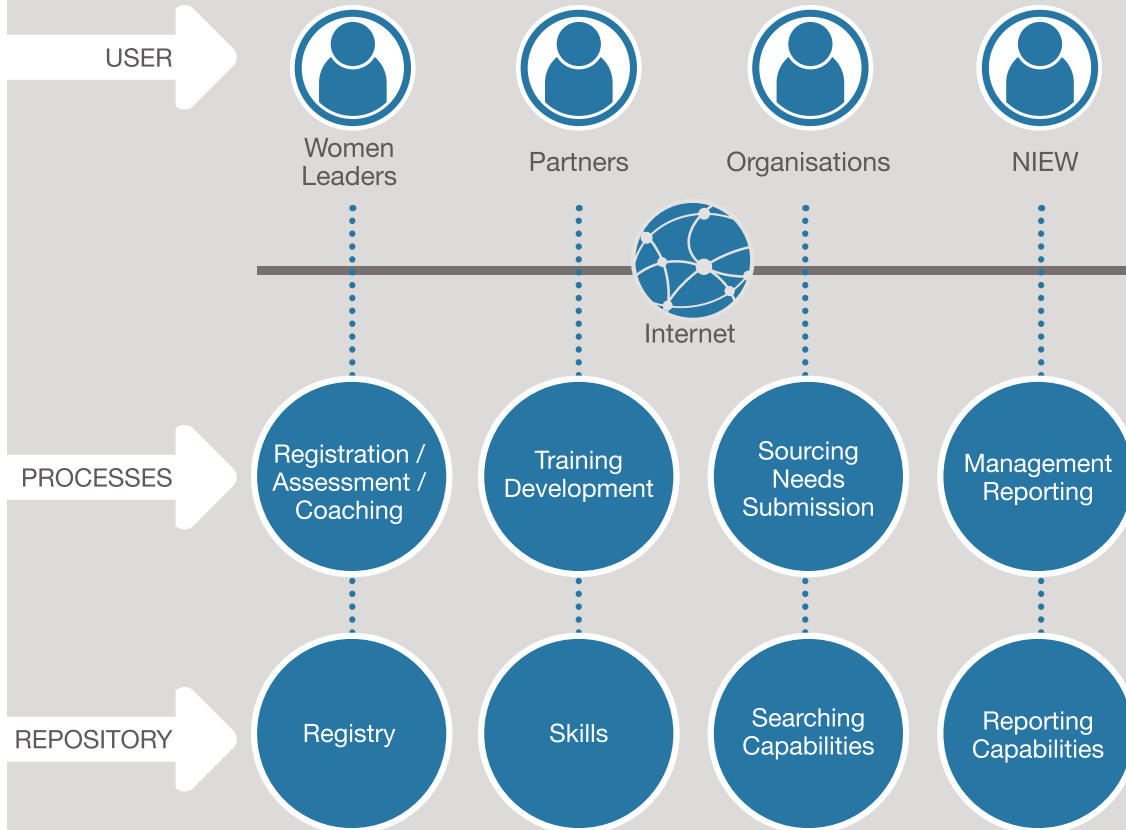 USER
Women
Leaders
Partners
Organisations
NIEW
Internet
PROCESSES
Registration /
Assessment /
Coaching
Training
Development
Sourcing
Needs
Submission
Management
Reporting
REPOSITORY
Registry
Skills
Searching
Capabilities
Reporting
Capabilities